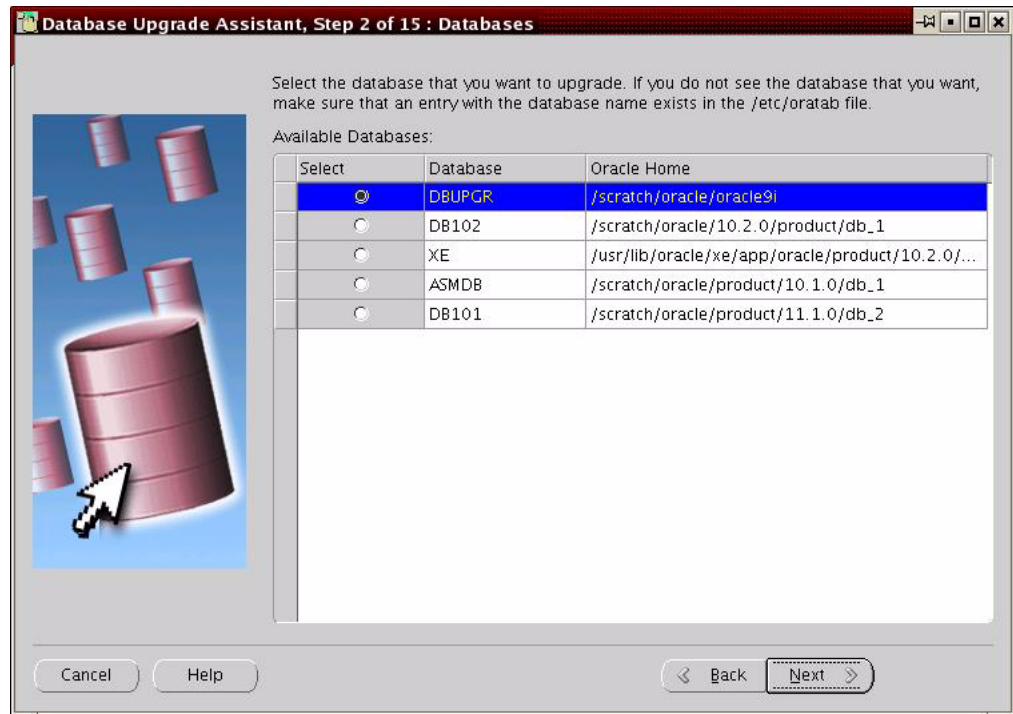 Database Upgrade Assistant, Step 2 of 15 : Databases
Select the database that you want to upgrade. If you do not see the database that you want,
make sure that an entry with the database name exists in the /etc/oratab file.
Available Databases:
Select Database Oracle Home
DBUPGR /scratch/oracle/oracle9i
DB102 /scratch/oracle/10.2.0/product/db_1
XE /usr/lib/oracle/xe/app/oracle/product/10.2.0/...
ASMDB /scratch/oracle/product/10.1.0/db_1
DB101 /scratch/oracle/product/11.1.0/db_2
Cancel Help Back Next